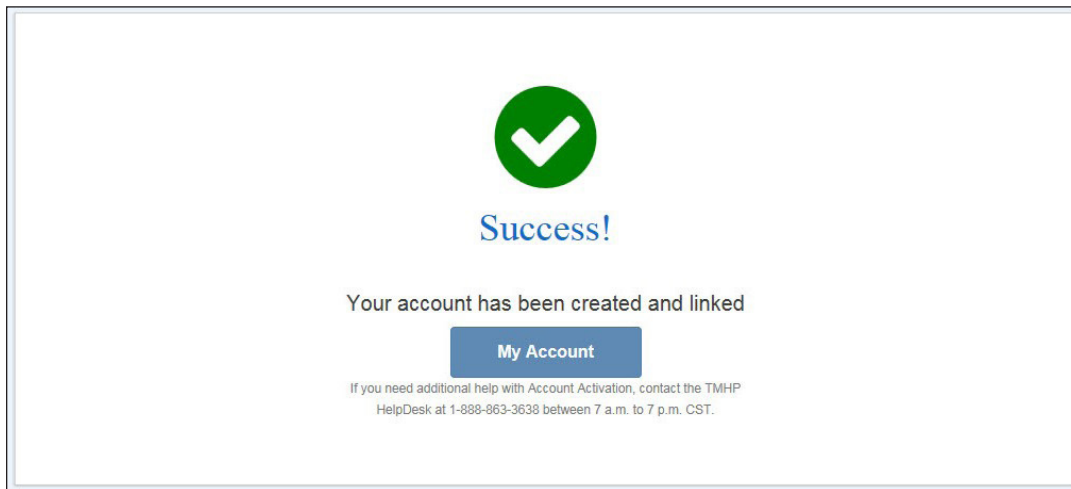 Success!
Your account has been created and linked
My Account
If you need additional help with Account Activation, contact the TMHP
HelpDesk at 1-888-863-3638 between 7 a.m. to 7 p.m. CST.